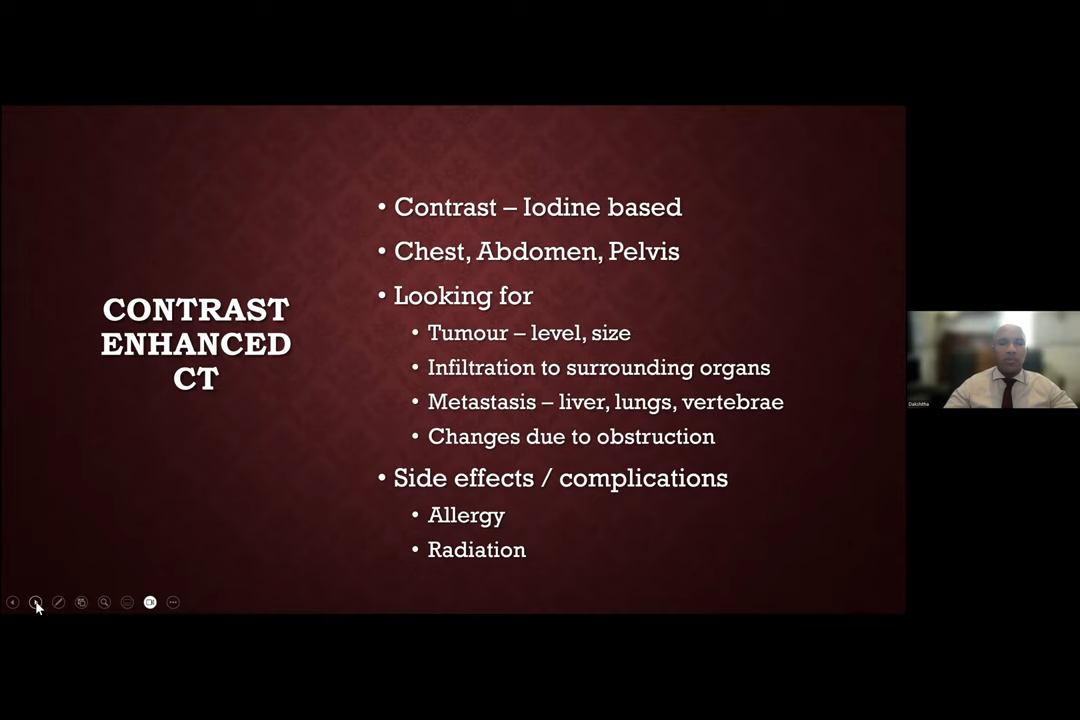 CONTRAST
ENHANCED
CT
• Contrast – Iodine based
• Chest, Abdomen, Pelvis
• Looking for
• Tumour – level, size
• Infiltration to surrounding organs
• Metastasis – liver, lungs, vertebrae
• Changes due to obstruction
• Side effects / complications
• Allergy
• Radiation
Dakshitha